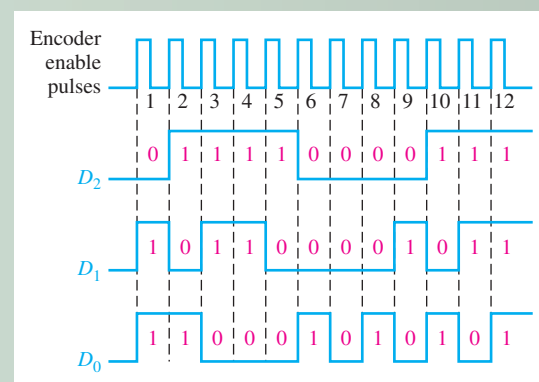 Encoder
enable
pulses
1 2 3 4 5 6 7 8 9 10 11 12
0 1 1 1 1 0 0 0 0 1 1 1
D2
1 0 1 1 0 0 0 0 1 0 1 1
D1
1 1 0 0 0 1 0 1 0 1 0 1
D0